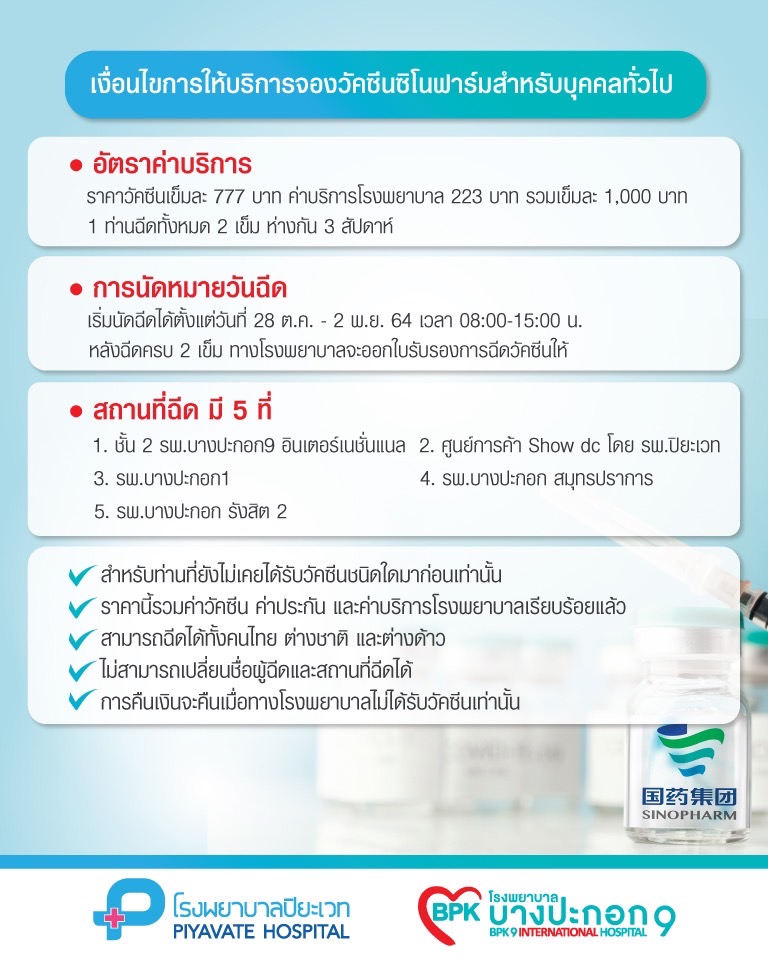 เงื่อนไขการให้บริการจองวัคซีนซิโนฟาร์มสำหรับบุคคลทั่วไป
• อัตราค่าบริการ
ราคาวัคซีนเข็มละ 777 บาท ค่าบริการโรงพยาบาล 223 บาท รวมเข็มละ 1,000 บาท
1 ท่านฉีดทั้งหมด 2 เข็ม ห่างกัน 3 สัปดาห์
• การนัดหมายวันฉีด
เริ่มนัดฉีดได้ตั้งแต่วันที่ 28 ต.ค. - 2 พ.ย. 64 เวลา 08:00-15:00 น.
หลังฉีดครบ 2 เข็ม ทางโรงพยาบาลจะออกใบรับรองการฉีดวัคซีนให้
• สถานที่ฉีด มี 5 ที่
1. ชั้น 2 รพ.บางปะกอก9 อินเตอร์เนชั่นแนล 2. ศูนย์การค้า Show dc โดย รพ.ปิยะเวท
3. รพ.บางปะกอก1 4. รพ.บางปะกอก สมุทรปราการ
5. รพ.บางปะกอก รังสิต 2
สำหรับท่านที่ยังไม่เคยได้รับวัคซีนชนิดใดมาก่อนเท่านั้น
ราคานี้รวมค่าวัคซีน ค่าประกัน และค่าบริการโรงพยาบาลเรียบร้อยแล้ว
สามารถฉีดได้ทั้งคนไทย ต่างชาติ และต่างด้าว
ไม่สามารถเปลี่ยนชื่อผู้ฉีดและสถานที่ฉีดได้
การคืนเงินจะคืนเมื่อทางโรงพยาบาลไม่ได้รับวัคซีนเท่านั้น
国药集团
SINOPHARM
โรงพยาบาลปิยะเวท
PIYAVATE HOSPITAL
BPK
โรงพยาบาล
บางปะกอก 9
BPK 9 INTERNATIONAL HOSPITAL